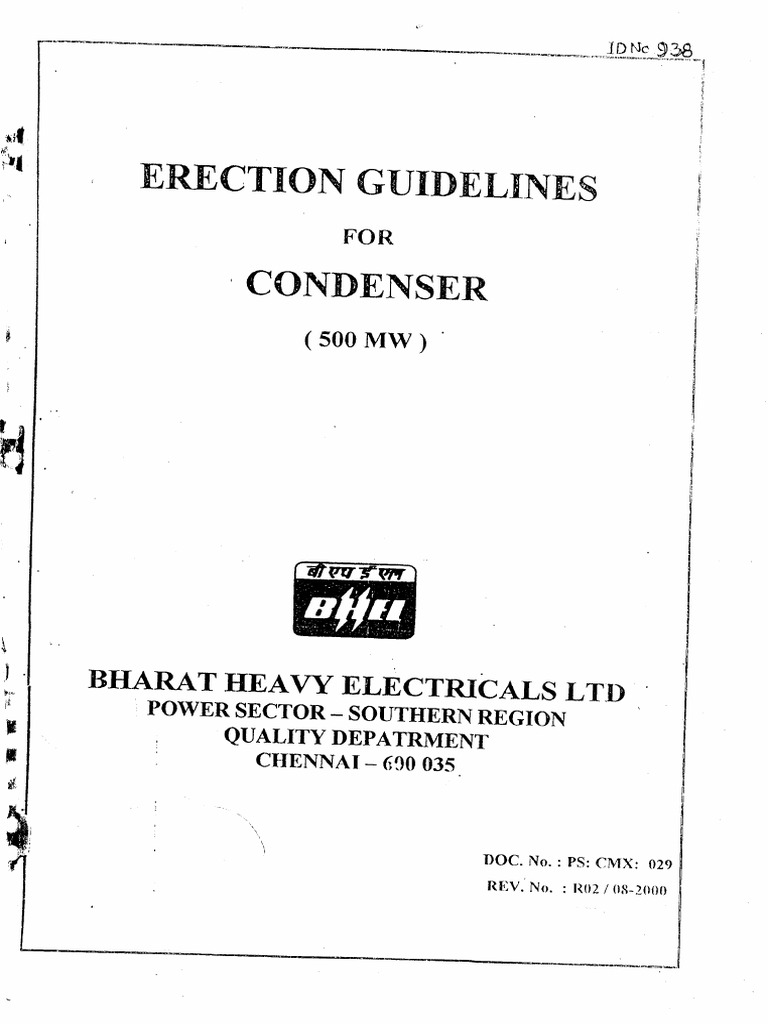 ID No 938
ERECTION GUIDELINES
FOR
CONDENSER
( 500 MW )
बी एच ई एल
BHEL
BHARAT HEAVY ELECTRICALS LTD
POWER SECTOR – SOUTHERN REGION
QUALITY DEPATRMENT
CHENNAI – 600 035
DOC. No. : PS: CMX: 029
REV. No. : R02 / 08-2000